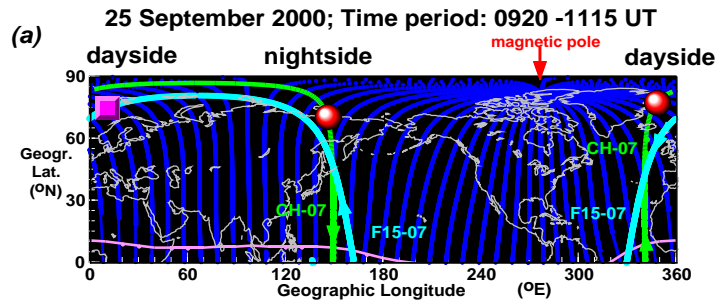 25 September 2000; Time period: 0920 -1115 UT
(a)
magnetic pole
dayside
nightside
dayside
90
60
30
0
Geogr.
Lat.
(ºN)
CH-07
CH-07
F15-07
F15-07
0
60
120
180
240
300
360
Geographic Longitude
(ºE)